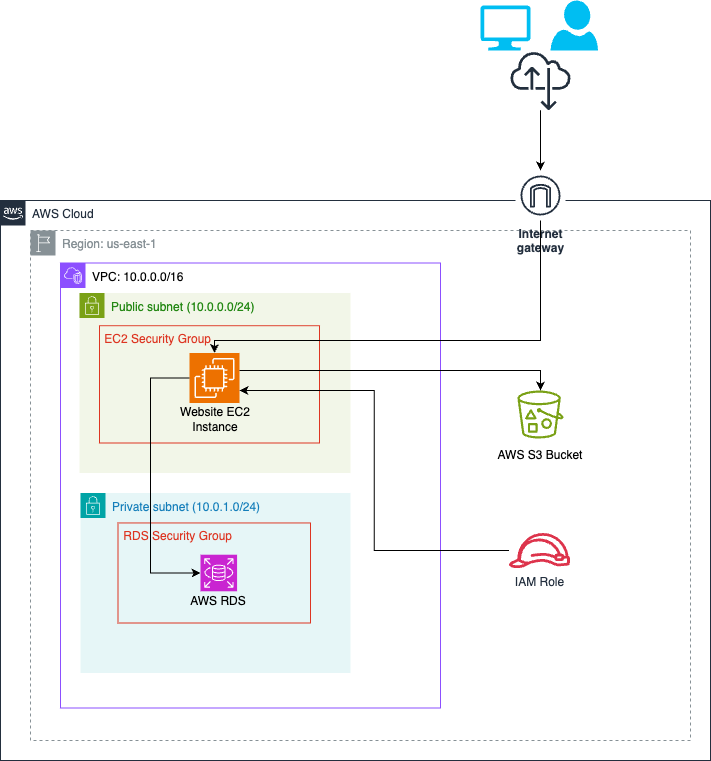 Internet
gateway
aws
AWS Cloud
Region: us-east-1
VPC: 10.0.0.0/16
Public subnet (10.0.0.0/24)
EC2 Security Group
Website EC2
Instance
AWS S3 Bucket
Private subnet (10.0.1.0/24)
RDS Security Group
AWS RDS
IAM Role